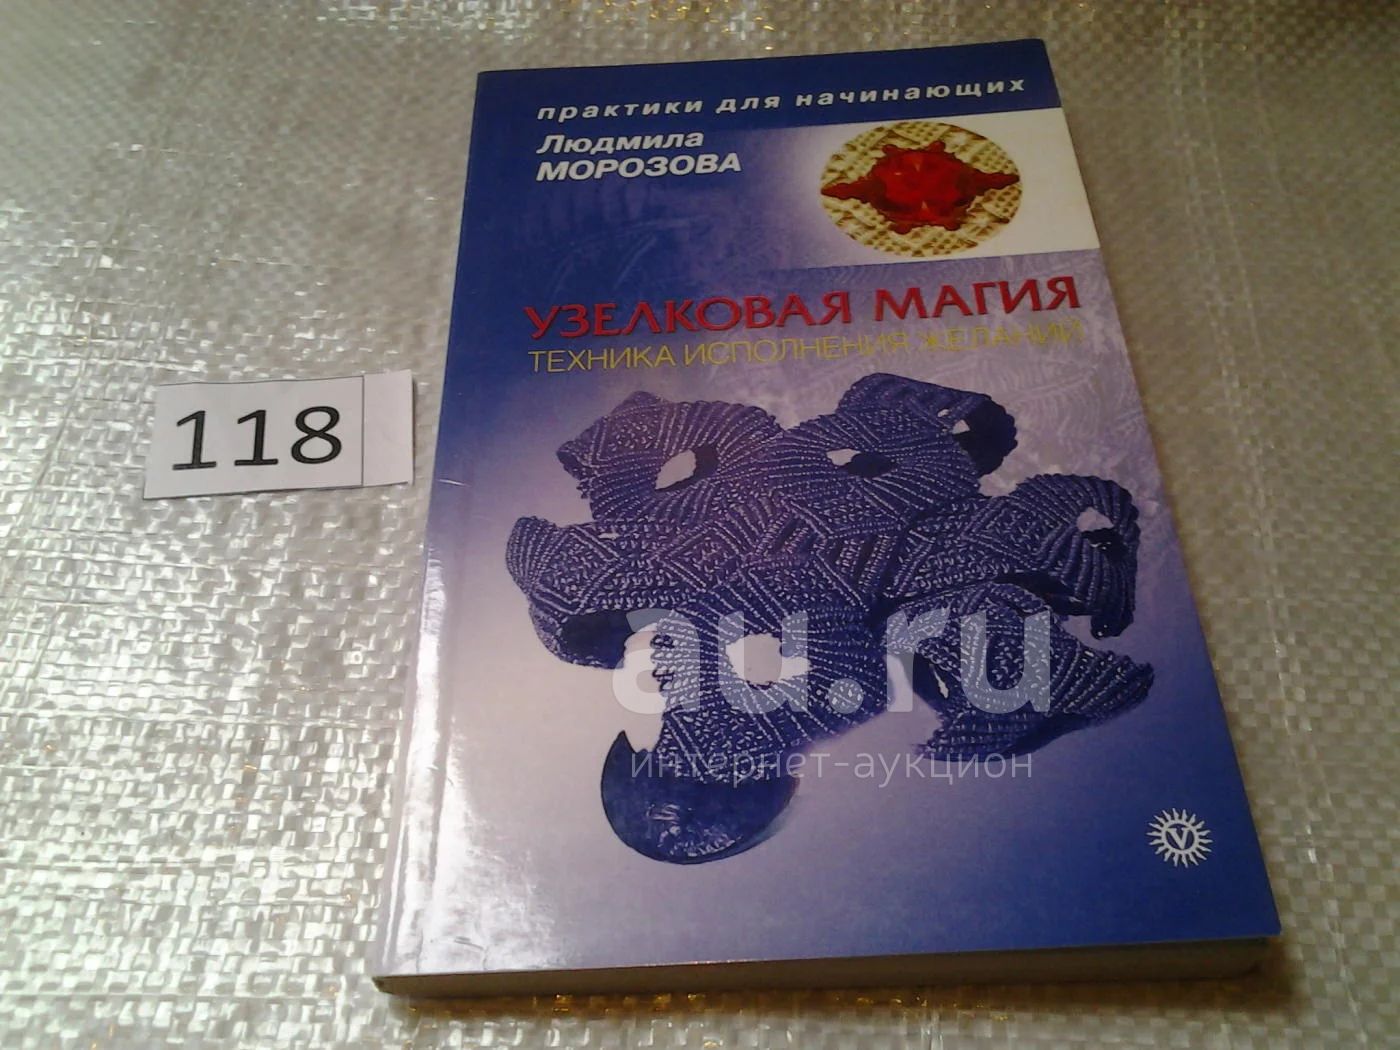 практики для начинающих
Людмила
МОРОЗОВА
УЗЕЛКОВАЯ МАГИЯ
ТЕХНИКА ИСПОЛНЕНИЯ ЖЕЛАНИЙ
118
au.ru
интернет-аукцион
V